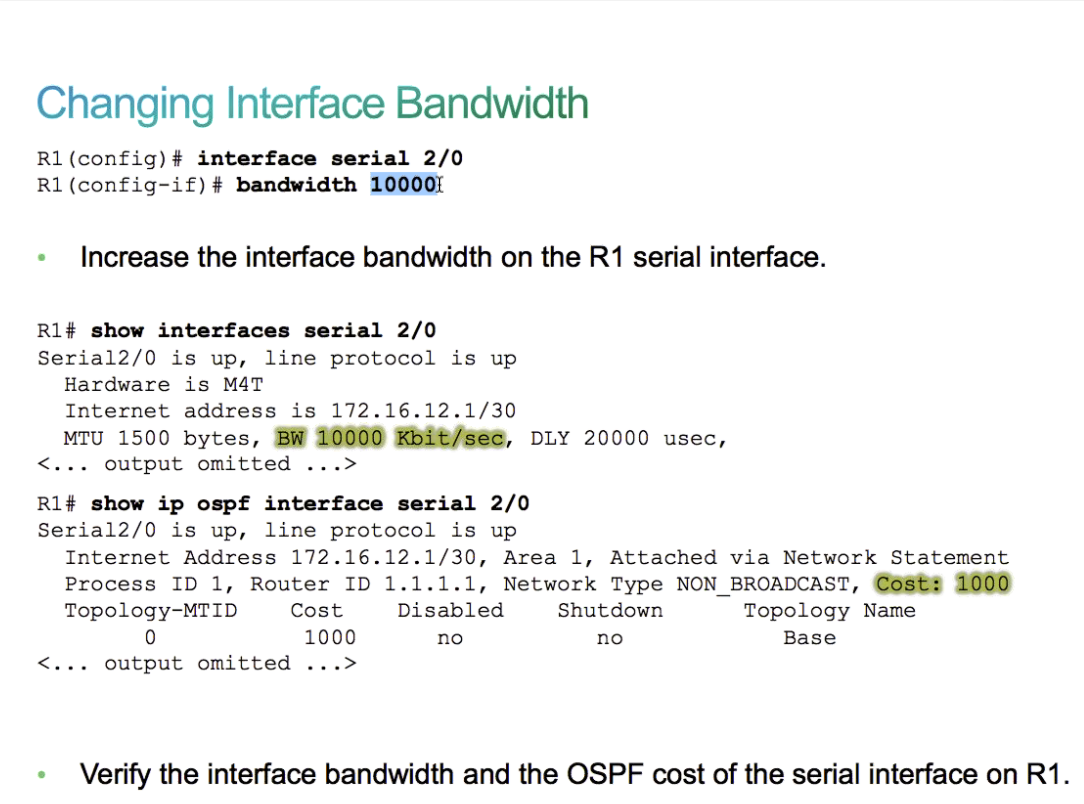 Changing Interface Bandwidth
R1(config)# interface serial 2/0
R1(config-if)# bandwidth 10000
• Increase the interface bandwidth on the R1 serial interface.
R1# show interfaces serial 2/0
Serial2/0 is up, line protocol is up
Hardware is M4T
Internet address is 172.16.12.1/30
MTU 1500 bytes, BW 10000 Kbit/sec, DLY 20000 usec,
<... output omitted ...>
R1# show ip ospf interface serial 2/0
Serial2/0 is up, line protocol is up
Internet Address 172.16.12.1/30, Area 1, Attached via Network Statement
Process ID 1, Router ID 1.1.1.1, Network Type NON_BROADCAST, Cost: 1000
Topology-MTID Cost Disabled Shutdown Topology Name
0 1000 no no Base
<... output omitted ...>
• Verify the interface bandwidth and the OSPF cost of the serial interface on R1.